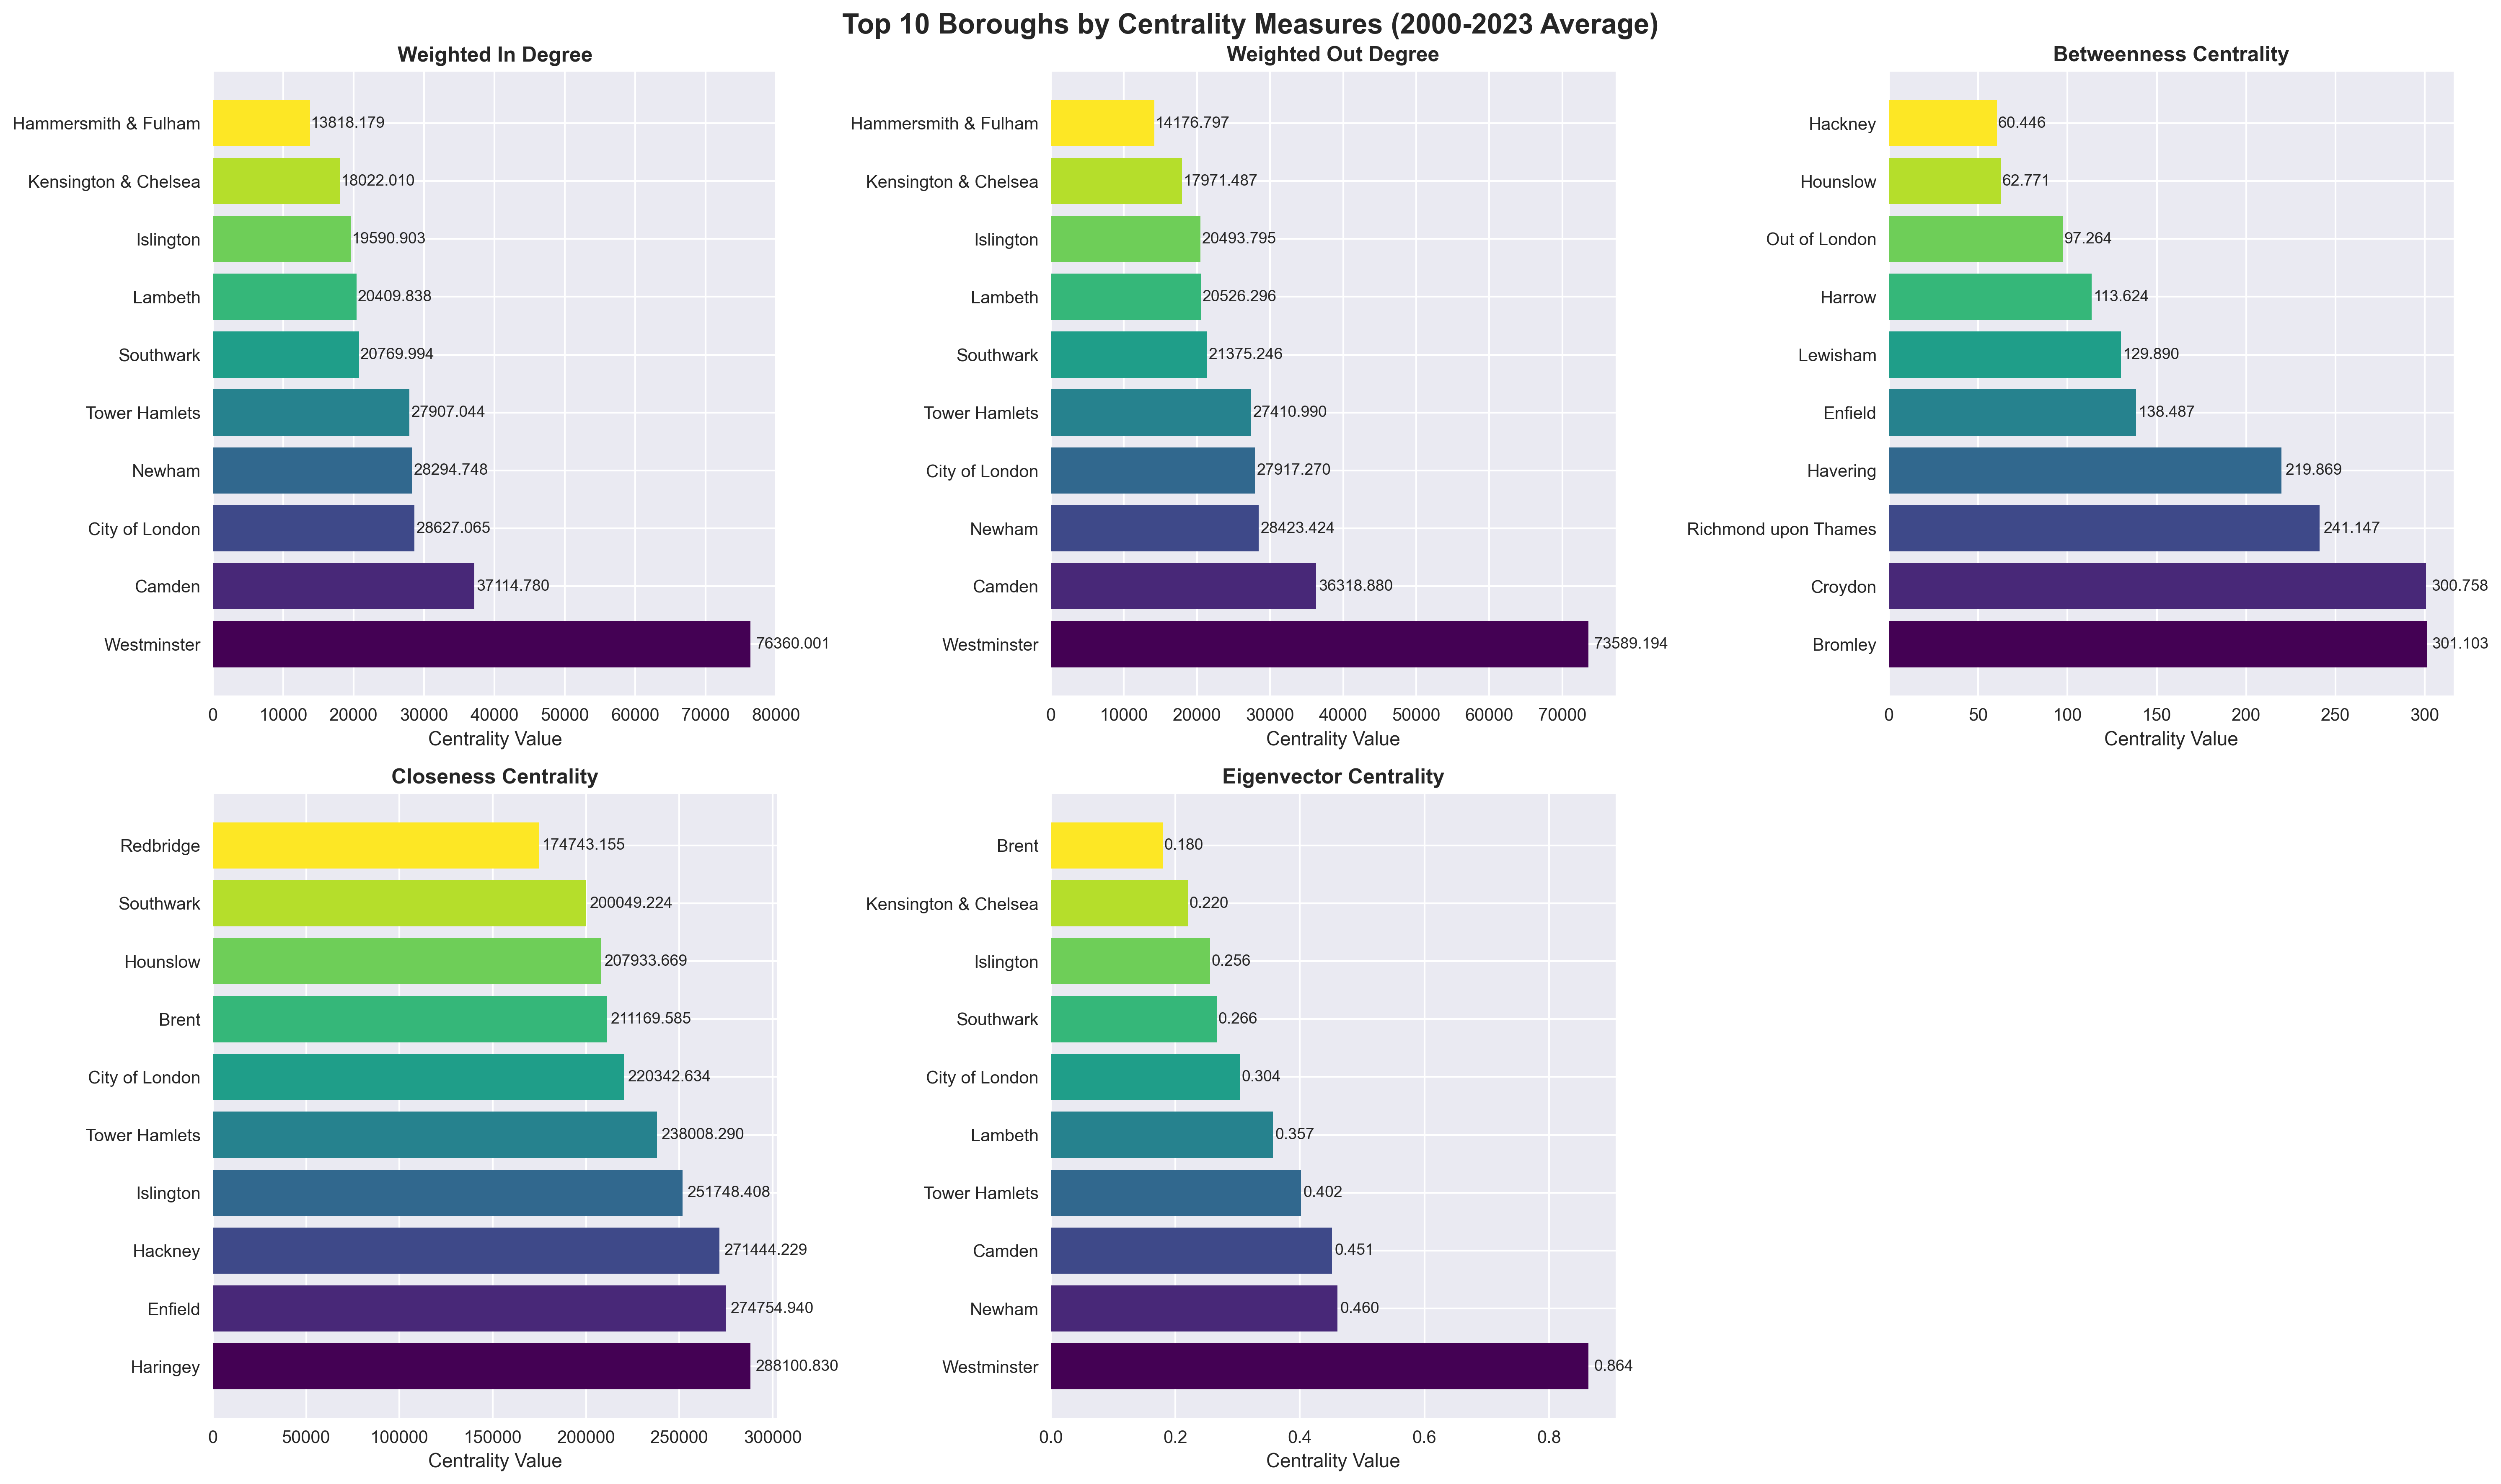 Top 10 Boroughs by Centrality Measures (2000-2023 Average)
Weighted In Degree
Hammersmith & Fulham 13818.179
Kensington & Chelsea 18022.010
Islington 19590.903
Lambeth 20409.838
Southwark 20769.994
Tower Hamlets 27907.044
Newham 28294.748
City of London 28627.065
Camden 37114.780
Westminster 76360.001
0 10000 20000 30000 40000 50000 60000 70000 80000
Centrality Value
Weighted Out Degree
Hammersmith & Fulham 14176.797
Kensington & Chelsea 17971.487
Islington 20493.795
Lambeth 20526.296
Southwark 21375.246
Tower Hamlets 27410.990
City of London 27917.270
Newham 28423.424
Camden 36318.880
Westminster 73589.194
0 10000 20000 30000 40000 50000 60000 70000
Centrality Value
Betweenness Centrality
Hackney 60.446
Hounslow 62.771
Out of London 97.264
Harrow 113.624
Lewisham 129.890
Enfield 138.487
Havering 219.869
Richmond upon Thames 241.147
Croydon 300.758
Bromley 301.103
0 50 100 150 200 250 300
Centrality Value
Closeness Centrality
Redbridge 174743.155
Southwark 200049.224
Hounslow 207933.669
Brent 211169.585
City of London 220342.634
Tower Hamlets 238008.290
Islington 251748.408
Hackney 271444.229
Enfield 274754.940
Haringey 288100.830
0 50000 100000 150000 200000 250000 300000
Centrality Value
Eigenvector Centrality
Brent 0.180
Kensington & Chelsea 0.220
Islington 0.256
Southwark 0.266
City of London 0.304
Lambeth 0.357
Tower Hamlets 0.402
Camden 0.451
Newham 0.460
Westminster 0.864
0.0 0.2 0.4 0.6 0.8
Centrality Value